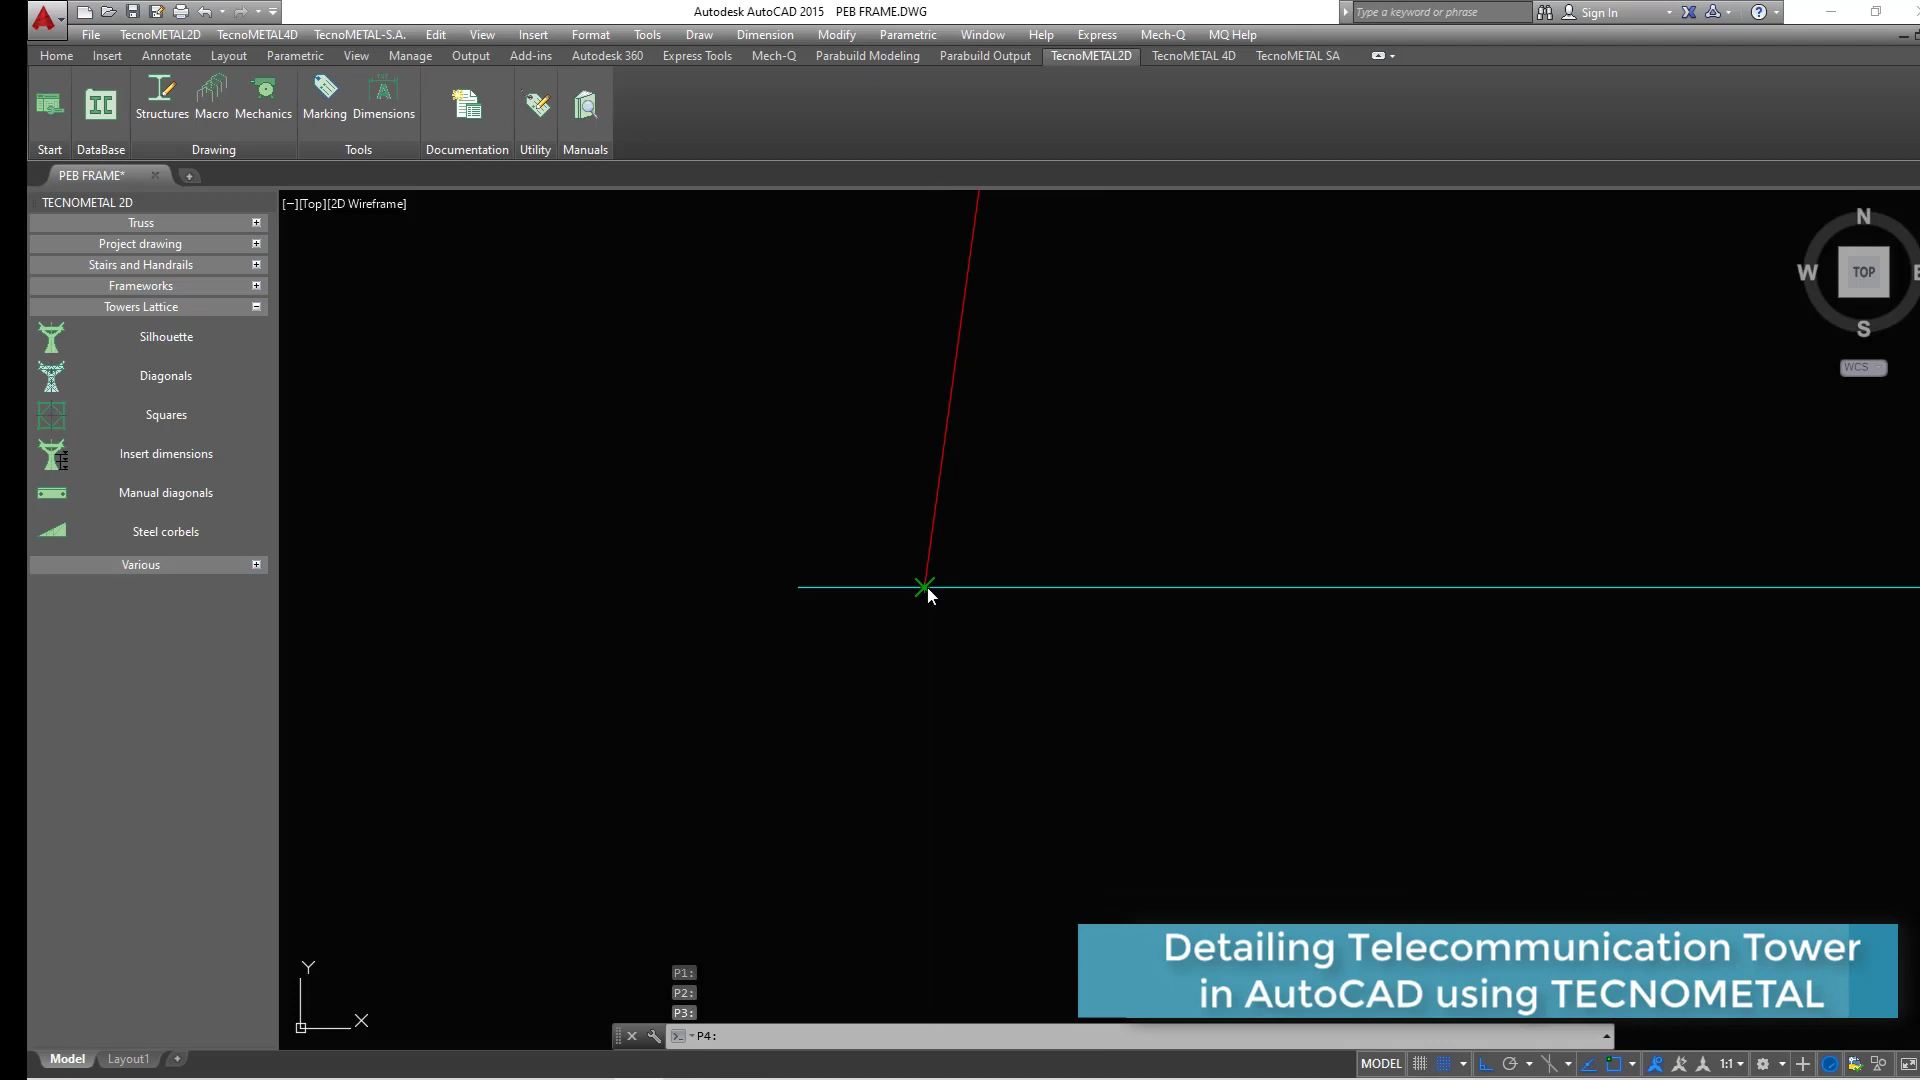 Autodesk AutoCAD 2015 PEB FRAME.DWG
Type a keyword or phrase
Sign In
File TecnoMETAL2D TecnoMETAL4D TecnoMETAL-S.A. Edit View Insert Format Tools Draw Dimension Modify Parametric Window Help Express Mech-Q MQ Help
Home Insert Annotate Layout Parametric View Manage Output Add-ins Autodesk 360 Express Tools Mech-Q Parabuild Modeling Parabuild Output TecnoMETAL2D TecnoMETAL 4D TecnoMETAL SA
Structures Macro Mechanics Marking Dimensions
Start DataBase Drawing Tools Documentation Utility Manuals
PEB FRAME*
TECNOMETAL 2D
[−][Top][2D Wireframe]
Truss
Project drawing
Stairs and Handrails
Frameworks
Towers Lattice
Silhouette
Diagonals
Squares
Insert dimensions
Manual diagonals
Steel corbels
Various
N
W TOP E
S
WCS
Y
X
P1:
P2:
P3:
P4:
Detailing Telecommunication Tower
in AutoCAD using TECNOMETAL
Model Layout1
MODEL 1:1